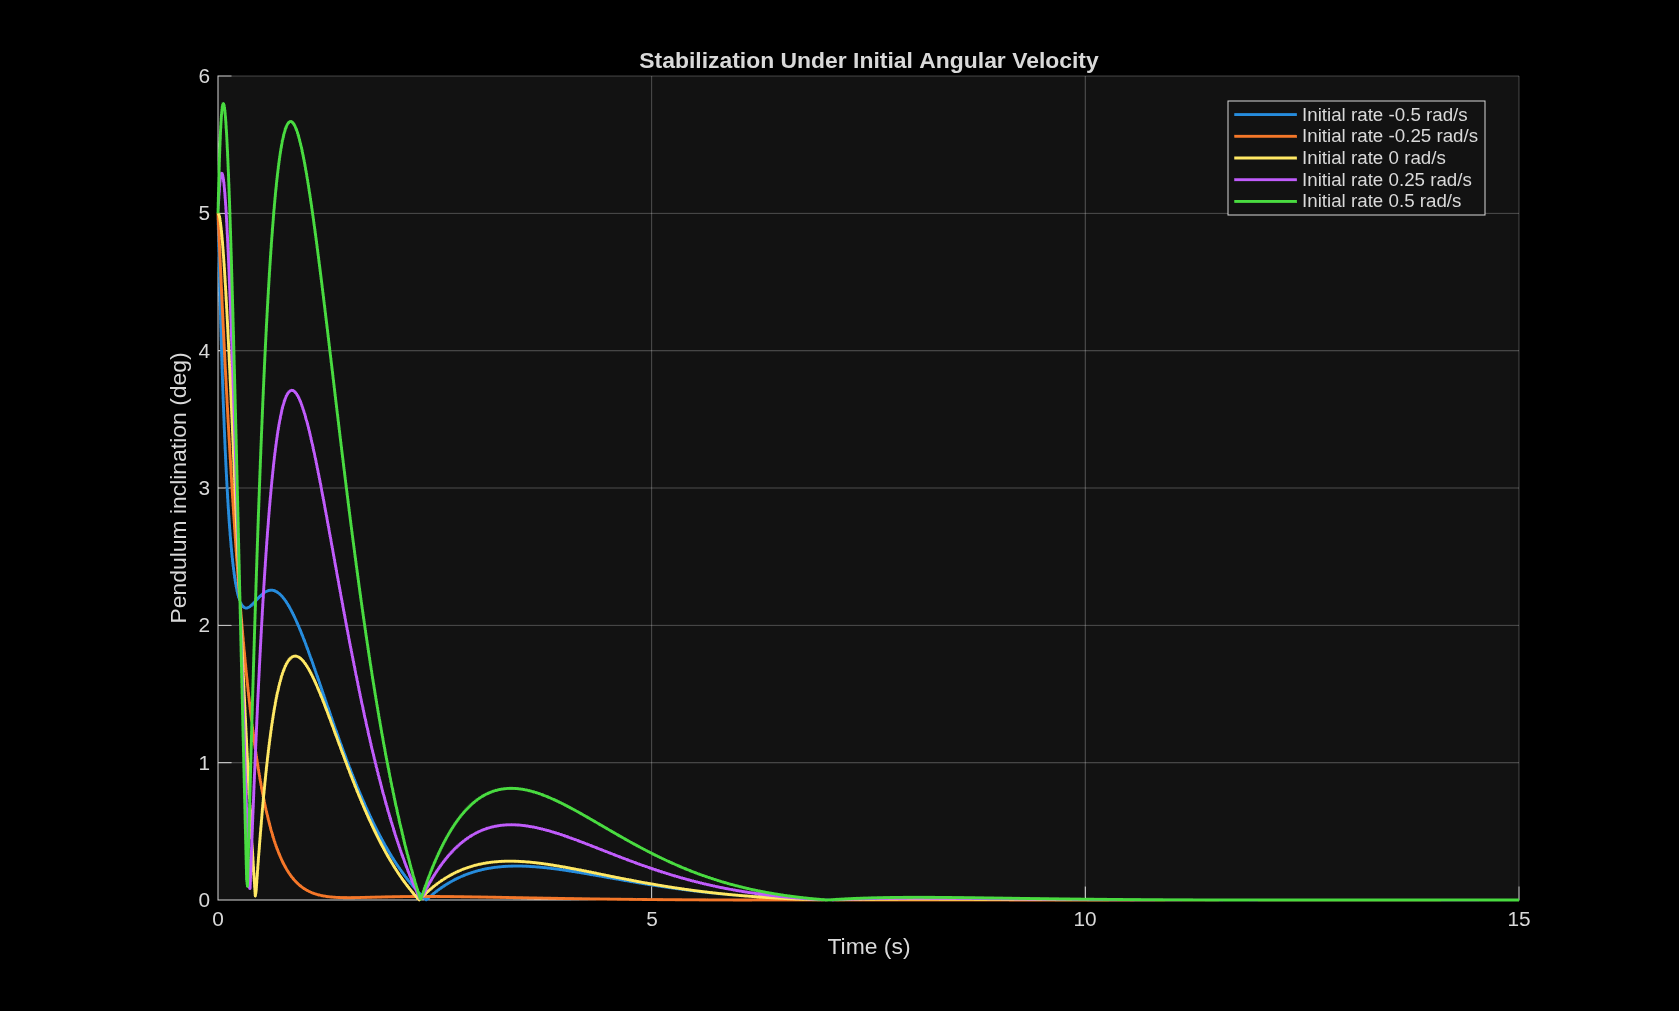 Stabilization Under Initial Angular Velocity
6
5
4
3
2
1
0
Pendulum inclination (deg)
Initial rate -0.5 rad/s
Initial rate -0.25 rad/s
Initial rate 0 rad/s
Initial rate 0.25 rad/s
Initial rate 0.5 rad/s
0 5 10 15
Time (s)